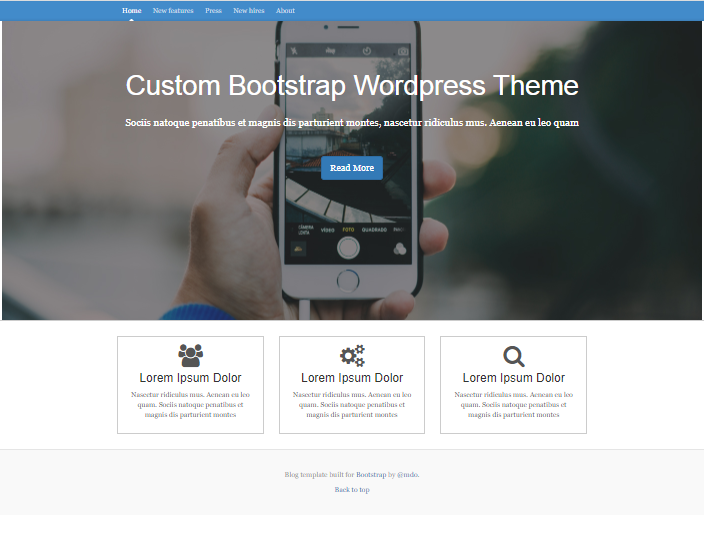 Home New features Press New hires About
Custom Bootstrap Wordpress Theme
Sociis natoque penatibus et magnis dis parturient montes, nascetur ridiculus mus. Aenean eu leo quam
Read More
VÍDEO FOTO QUADRADO
Lorem Ipsum Dolor
Nascetur ridiculus mus. Aenean eu leo
quam. Sociis natoque penatibus et
magnis dis parturient montes
Lorem Ipsum Dolor
Nascetur ridiculus mus. Aenean eu leo
quam. Sociis natoque penatibus et
magnis dis parturient montes
Lorem Ipsum Dolor
Nascetur ridiculus mus. Aenean eu leo
quam. Sociis natoque penatibus et
magnis dis parturient montes
Blog template built for Bootstrap by @mdo.
Back to top